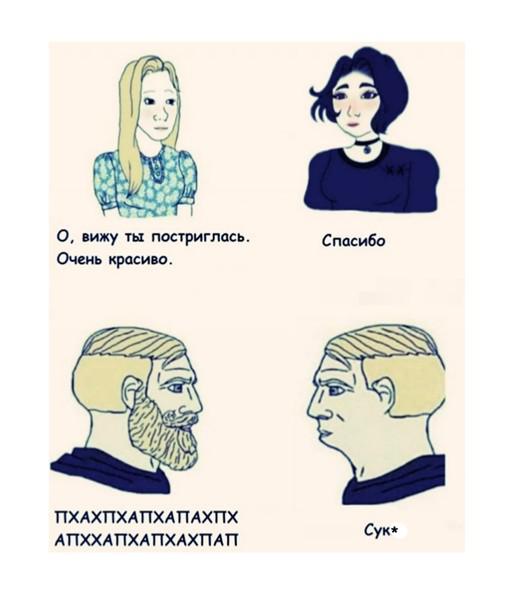 О, вижу ты постриглась.
Очень красиво.
Спасибо
ПХАХПХАПХАПАХПХ
АПХХАПХАПХАХПАП
Сук*